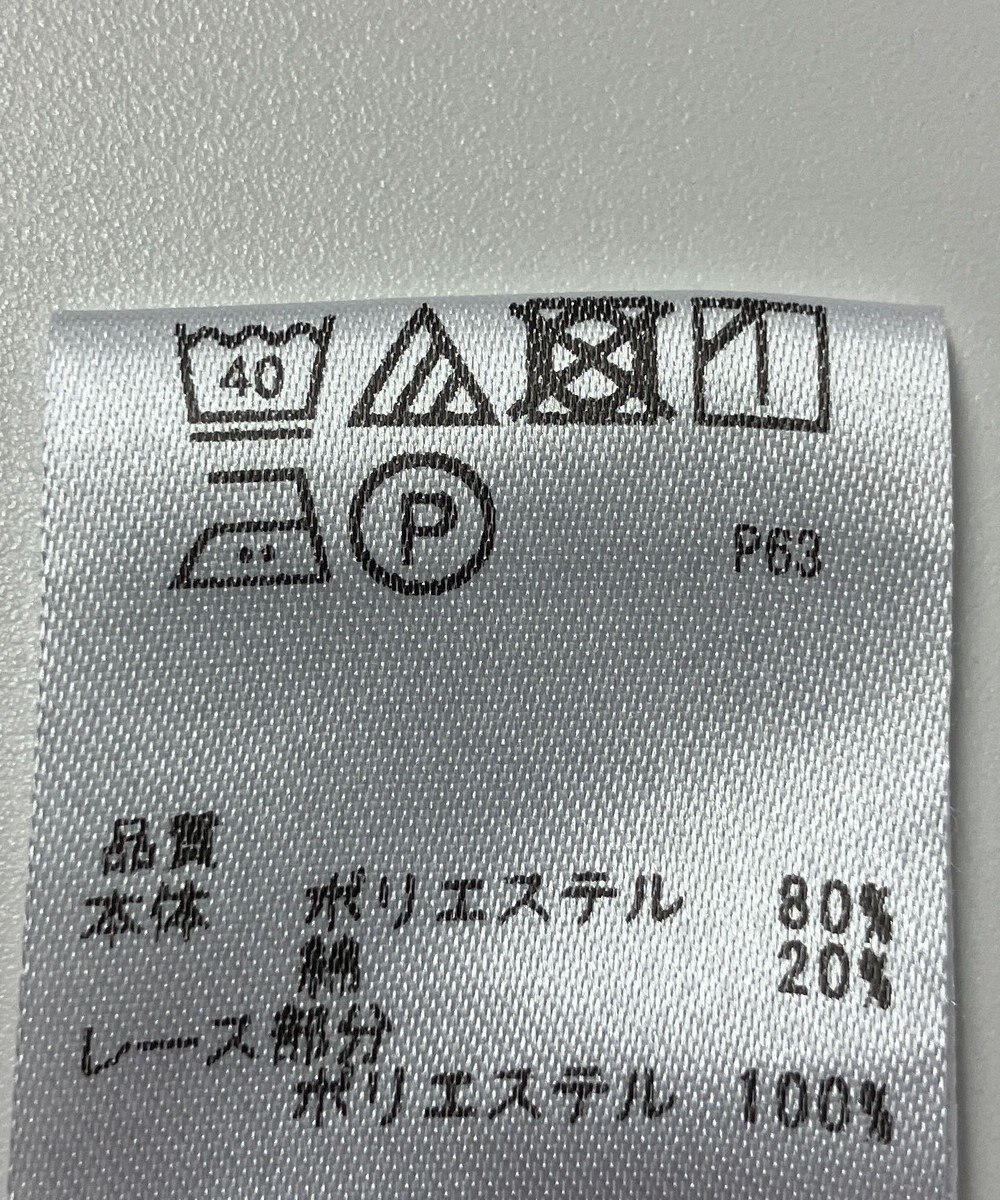 40
P P63
品質
本体 ポリエステル 80%
綿 20%
レース部分
ポリエステル 100%